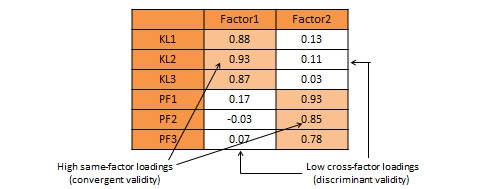 Factor1 Factor2
KL1 0.88 0.13
KL2 0.93 0.11
KL3 0.87 0.03
PF1 0.17 0.93
PF2 -0.03 0.85
PF3 0.07 0.78
High same-factor loadings
(convergent validity)
Low cross-factor loadings
(discriminant validity)